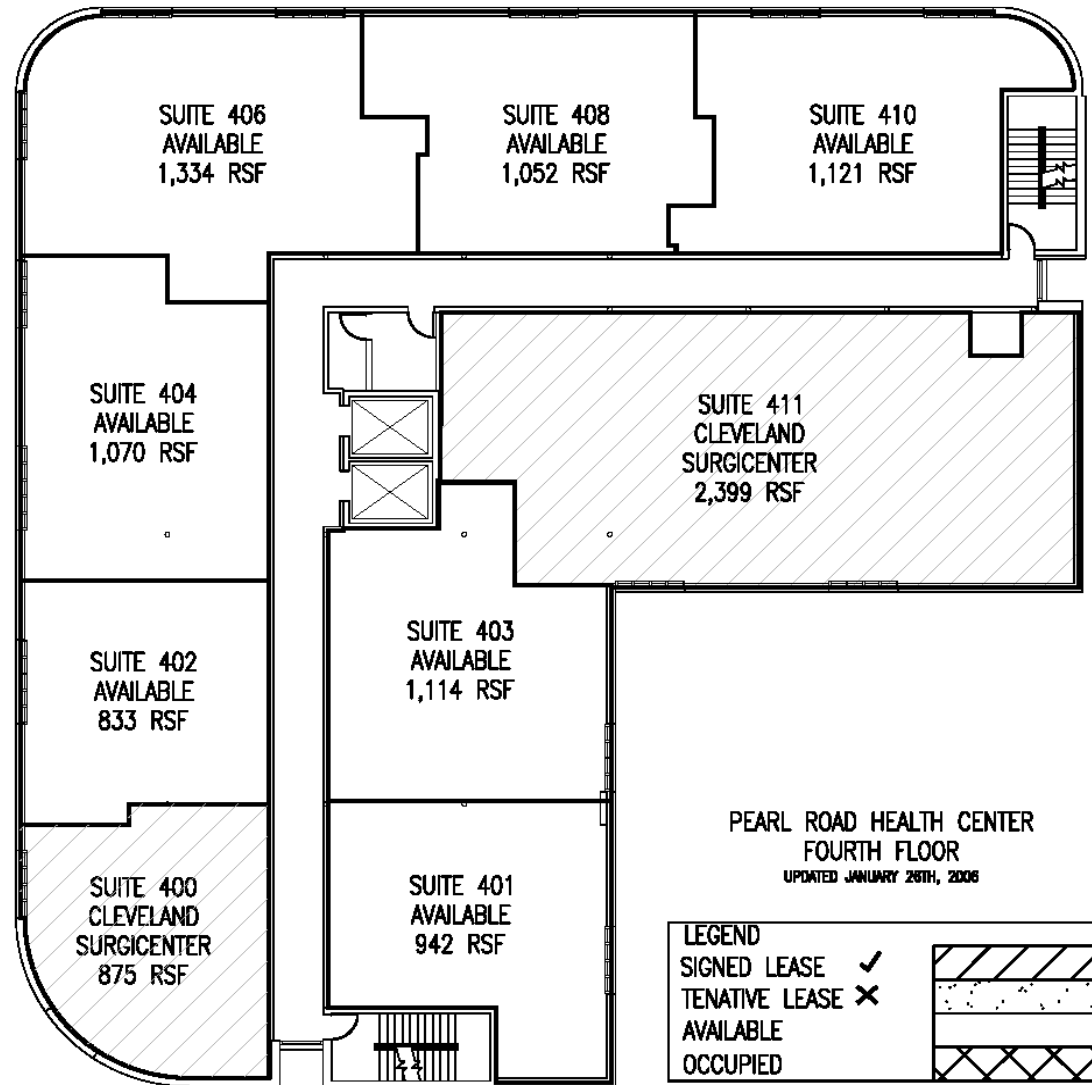 SUITE 406
AVAILABLE
1,334 RSF
SUITE 408
AVAILABLE
1,052 RSF
SUITE 410
AVAILABLE
1,121 RSF
SUITE 404
AVAILABLE
1,070 RSF
SUITE 411
CLEVELAND
SURGICENTER
2,399 RSF
SUITE 402
AVAILABLE
833 RSF
SUITE 403
AVAILABLE
1,114 RSF
SUITE 400
CLEVELAND
SURGICENTER
875 RSF
SUITE 401
AVAILABLE
942 RSF
PEARL ROAD HEALTH CENTER
FOURTH FLOOR
UPDATED JANUARY 26TH, 2006
LEGEND
SIGNED LEASE ✓
TENATIVE LEASE ✕
AVAILABLE
OCCUPIED